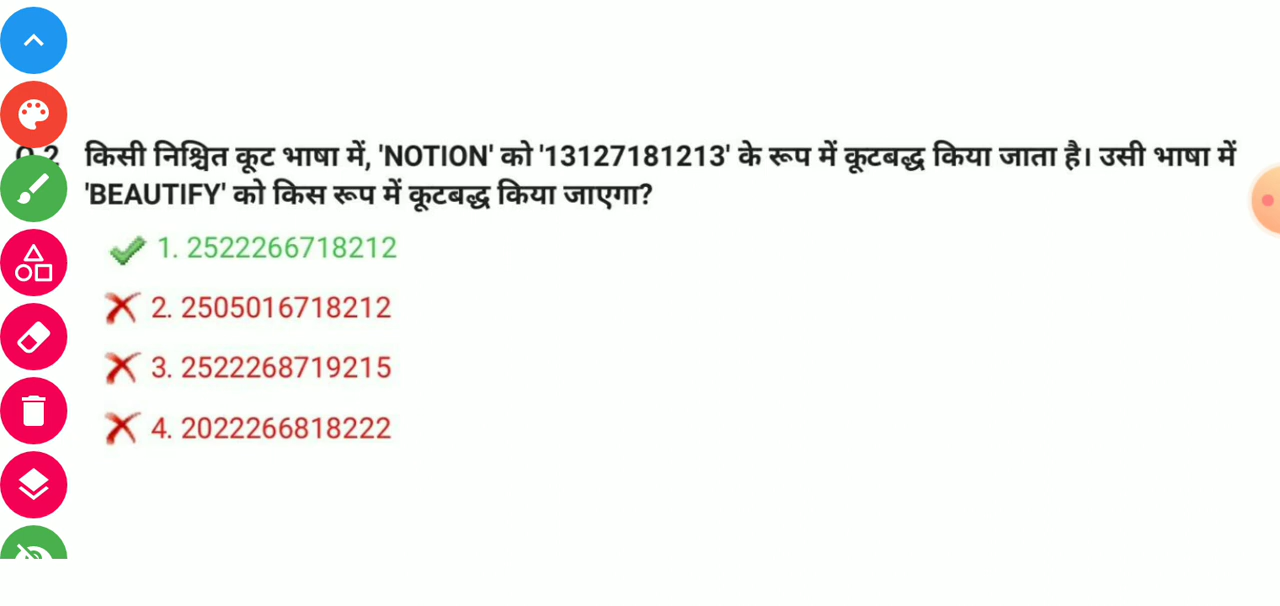 Q.2 किसी निश्चित कूट भाषा में, 'NOTION' को '13127181213' के रूप में कूटबद्ध किया जाता है। उसी भाषा में
'BEAUTIFY' को किस रूप में कूटबद्ध किया जाएगा?
1. 2522266718212
2. 2505016718212
3. 2522268719215
4. 2022266818222